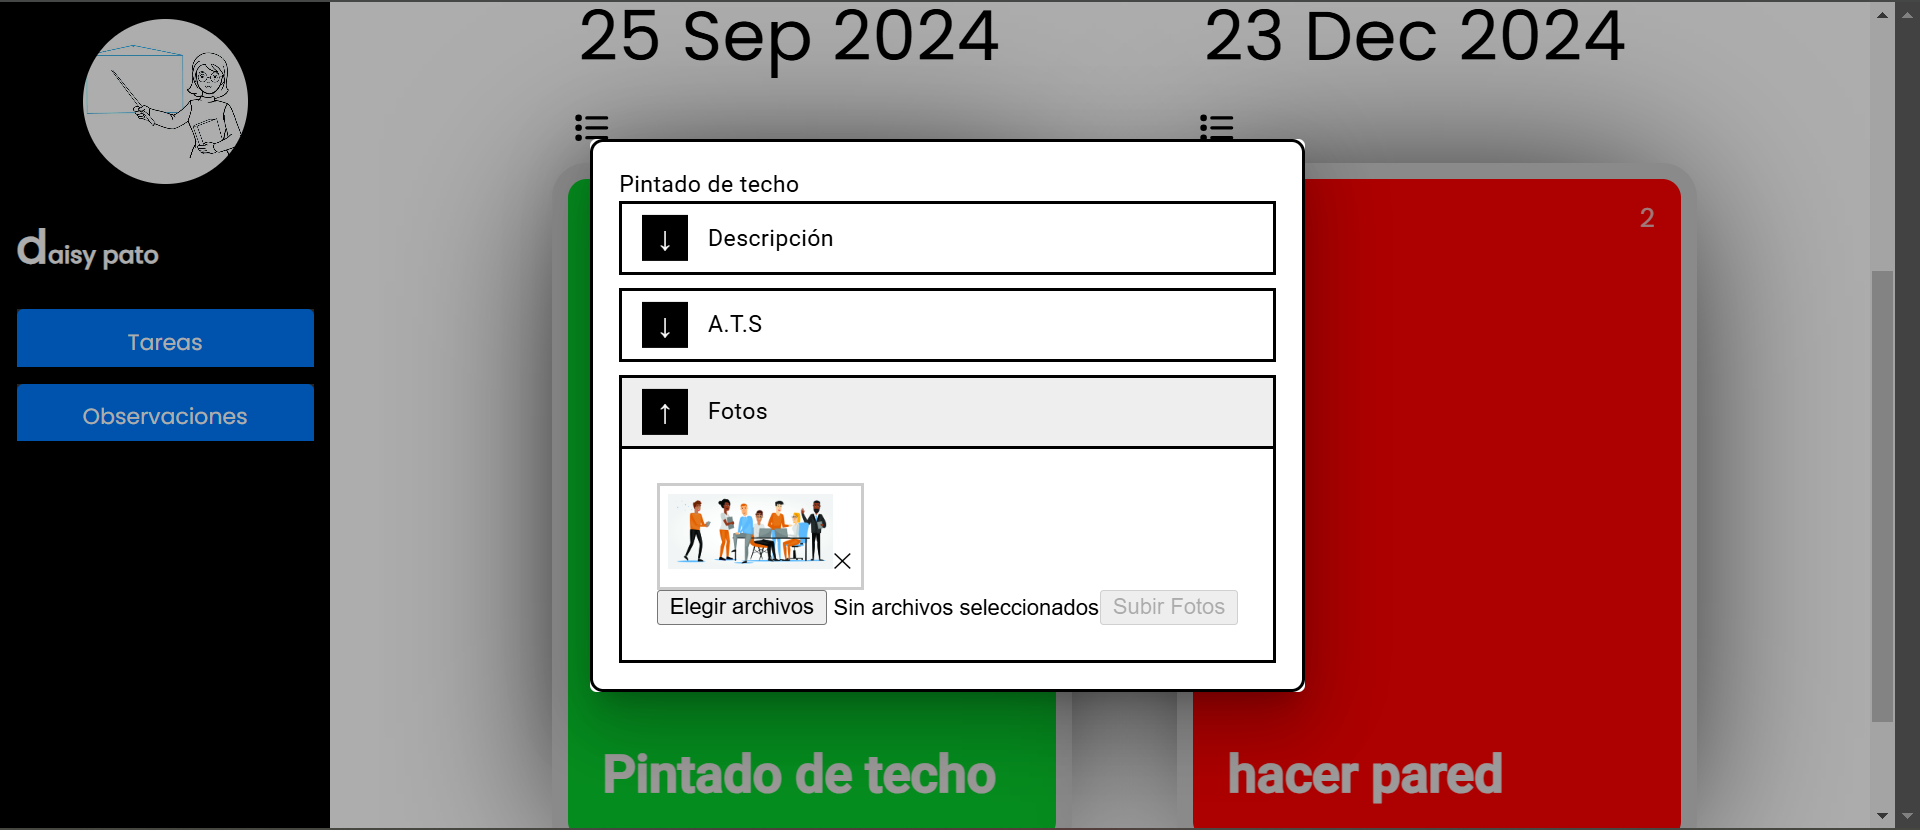 daisy pato
Tareas
Observaciones
25 Sep 2024
23 Dec 2024
Pintado de techo
↓ Descripción
↓ A.T.S
↑ Fotos
Elegir archivos Sin archivos seleccionados Subir Fotos
2
Pintado de techo
hacer pared